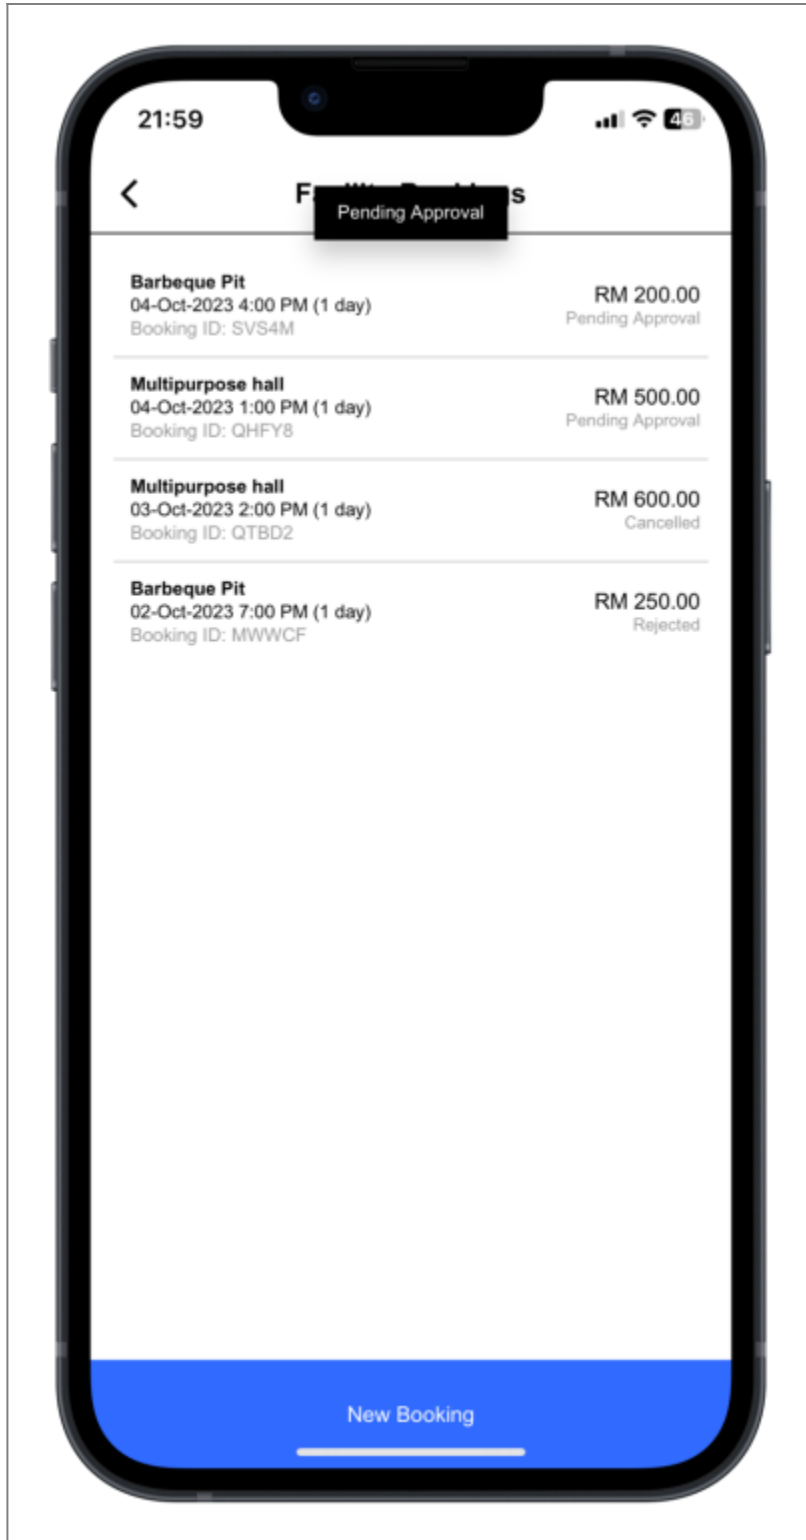 21:59
46
Pending Approval
Barbeque Pit
04-Oct-2023 4:00 PM (1 day)
Booking ID: SVS4M
RM 200.00
Pending Approval
Multipurpose hall
04-Oct-2023 1:00 PM (1 day)
Booking ID: QHFY8
RM 500.00
Pending Approval
Multipurpose hall
03-Oct-2023 2:00 PM (1 day)
Booking ID: QTBD2
RM 600.00
Cancelled
Barbeque Pit
02-Oct-2023 7:00 PM (1 day)
Booking ID: MWWCF
RM 250.00
Rejected
New Booking